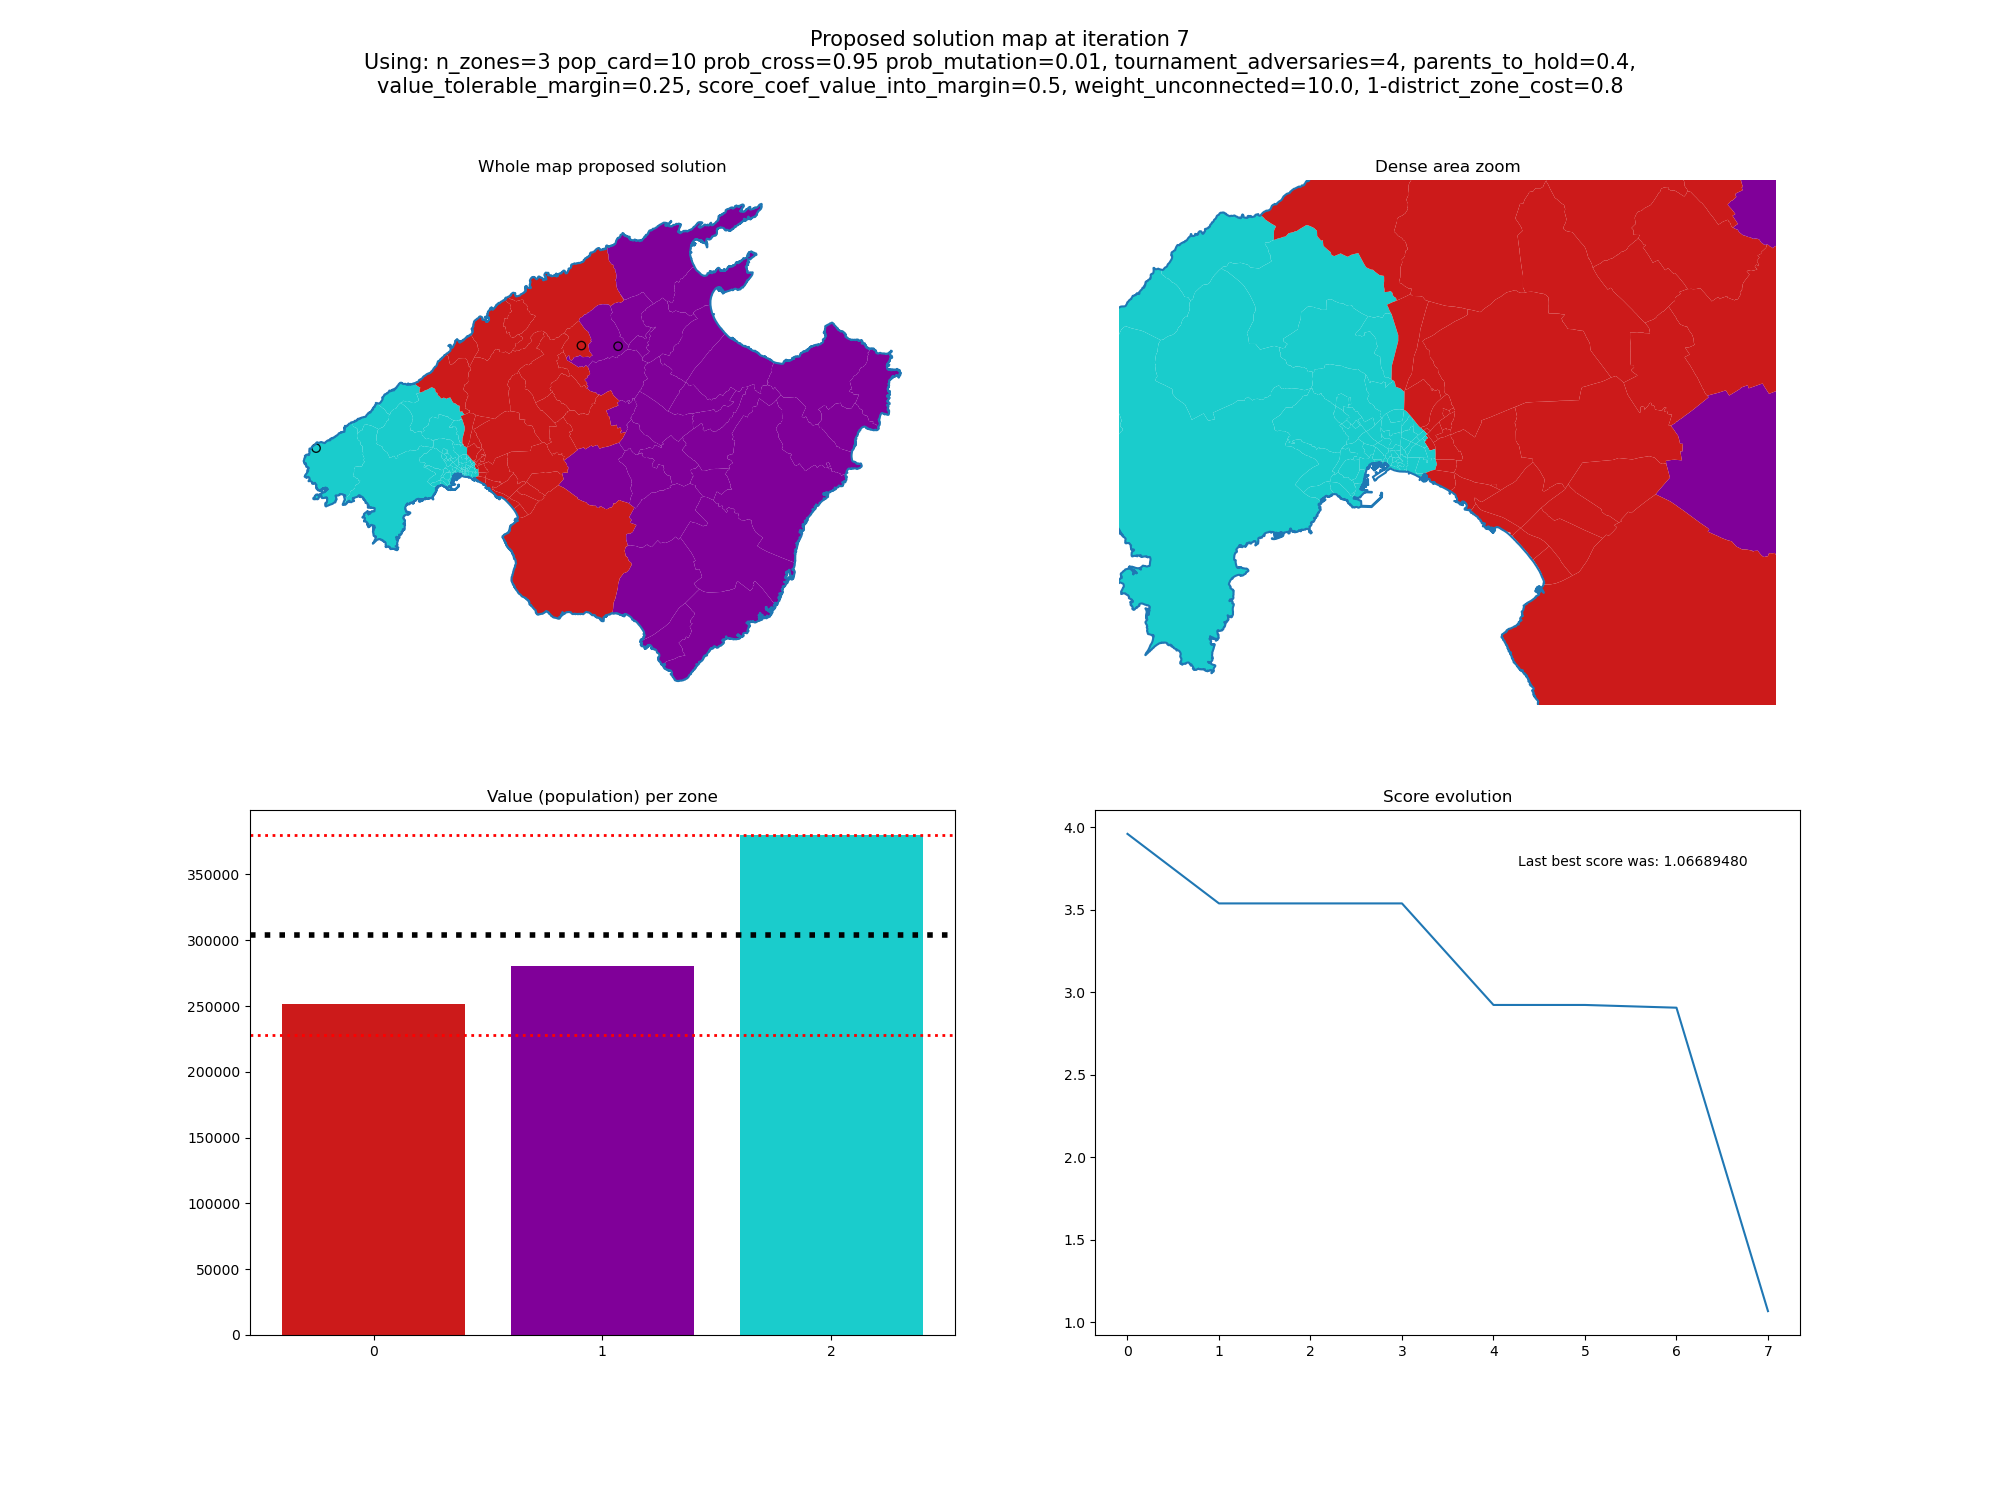 Proposed solution map at iteration 7
Using: n_zones=3 pop_card=10 prob_cross=0.95 prob_mutation=0.01, tournament_adversaries=4, parents_to_hold=0.4,
value_tolerable_margin=0.25, score_coef_value_into_margin=0.5, weight_unconnected=10.0, 1-district_zone_cost=0.8
Whole map proposed solution
Dense area zoom
Value (population) per zone
350000
300000
250000
200000
150000
100000
50000
0
0 1 2
Score evolution
Last best score was: 1.06689480
4.0
3.5
3.0
2.5
2.0
1.5
1.0
0 1 2 3 4 5 6 7